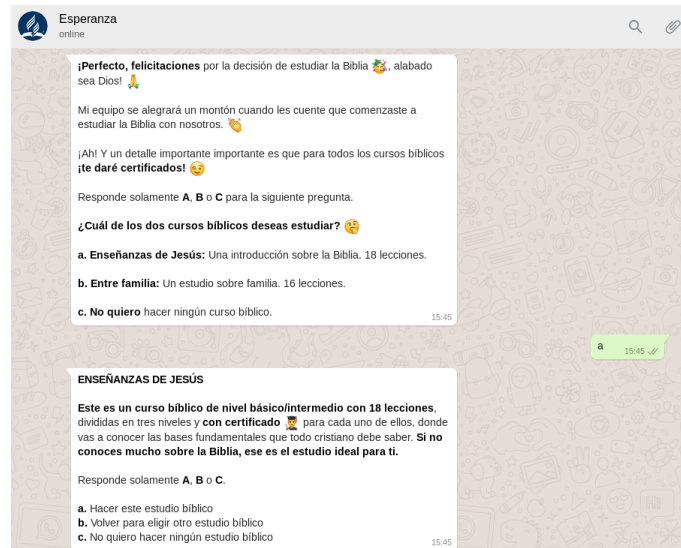 Esperanza
online
¡Perfecto, felicitaciones por la decisión de estudiar la Biblia 🥳, alabado
sea Dios! 🙏
Mi equipo se alegrará un montón cuando les cuente que comenzaste a
estudiar la Biblia con nosotros. 👏
¡Ah! Y un detalle importante importante es que para todos los cursos bíblicos
¡te daré certificados! 😉
Responde solamente A, B o C para la siguiente pregunta.
¿Cuál de los dos cursos bíblicos deseas estudiar? 🤔
a. Enseñanzas de Jesús: Una introducción sobre la Biblia. 18 lecciones.
b. Entre familia: Un estudio sobre familia. 16 lecciones.
c. No quiero hacer ningún curso bíblico.
15:45
a
15:45
ENSEÑANZAS DE JESÚS
Este es un curso bíblico de nivel básico/intermedio con 18 lecciones,
divididas en tres niveles y con certificado 👨‍🎓 para cada uno de ellos, donde
vas a conocer las bases fundamentales que todo cristiano debe saber. Si no
conoces mucho sobre la Biblia, ese es el estudio ideal para ti.
Responde solamente A, B o C.
a. Hacer este estudio bíblico
b. Volver para eligir otro estudio bíblico
c. No quiero hacer ningún estudio bíblico
15:45